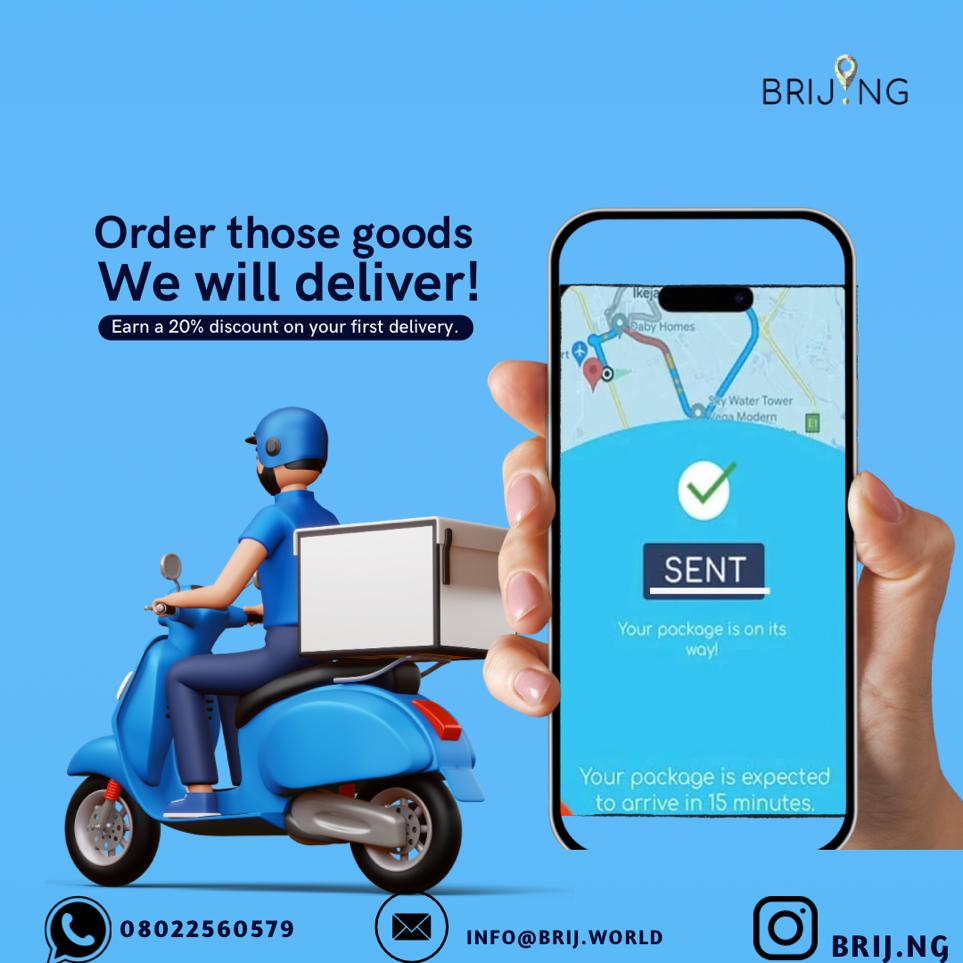 BRIJ NG
Order those goods
We will deliver!
Earn a 20% discount on your first delivery.
Ikeja
Daby Homes
rt
Sky Water Tower
Vega Modern
E1
SENT
Your package is on its
way!
Your package is expected
to arrive in 15 minutes.
08022560579
INFO@BRIJ.WORLD
BRIJ.NG